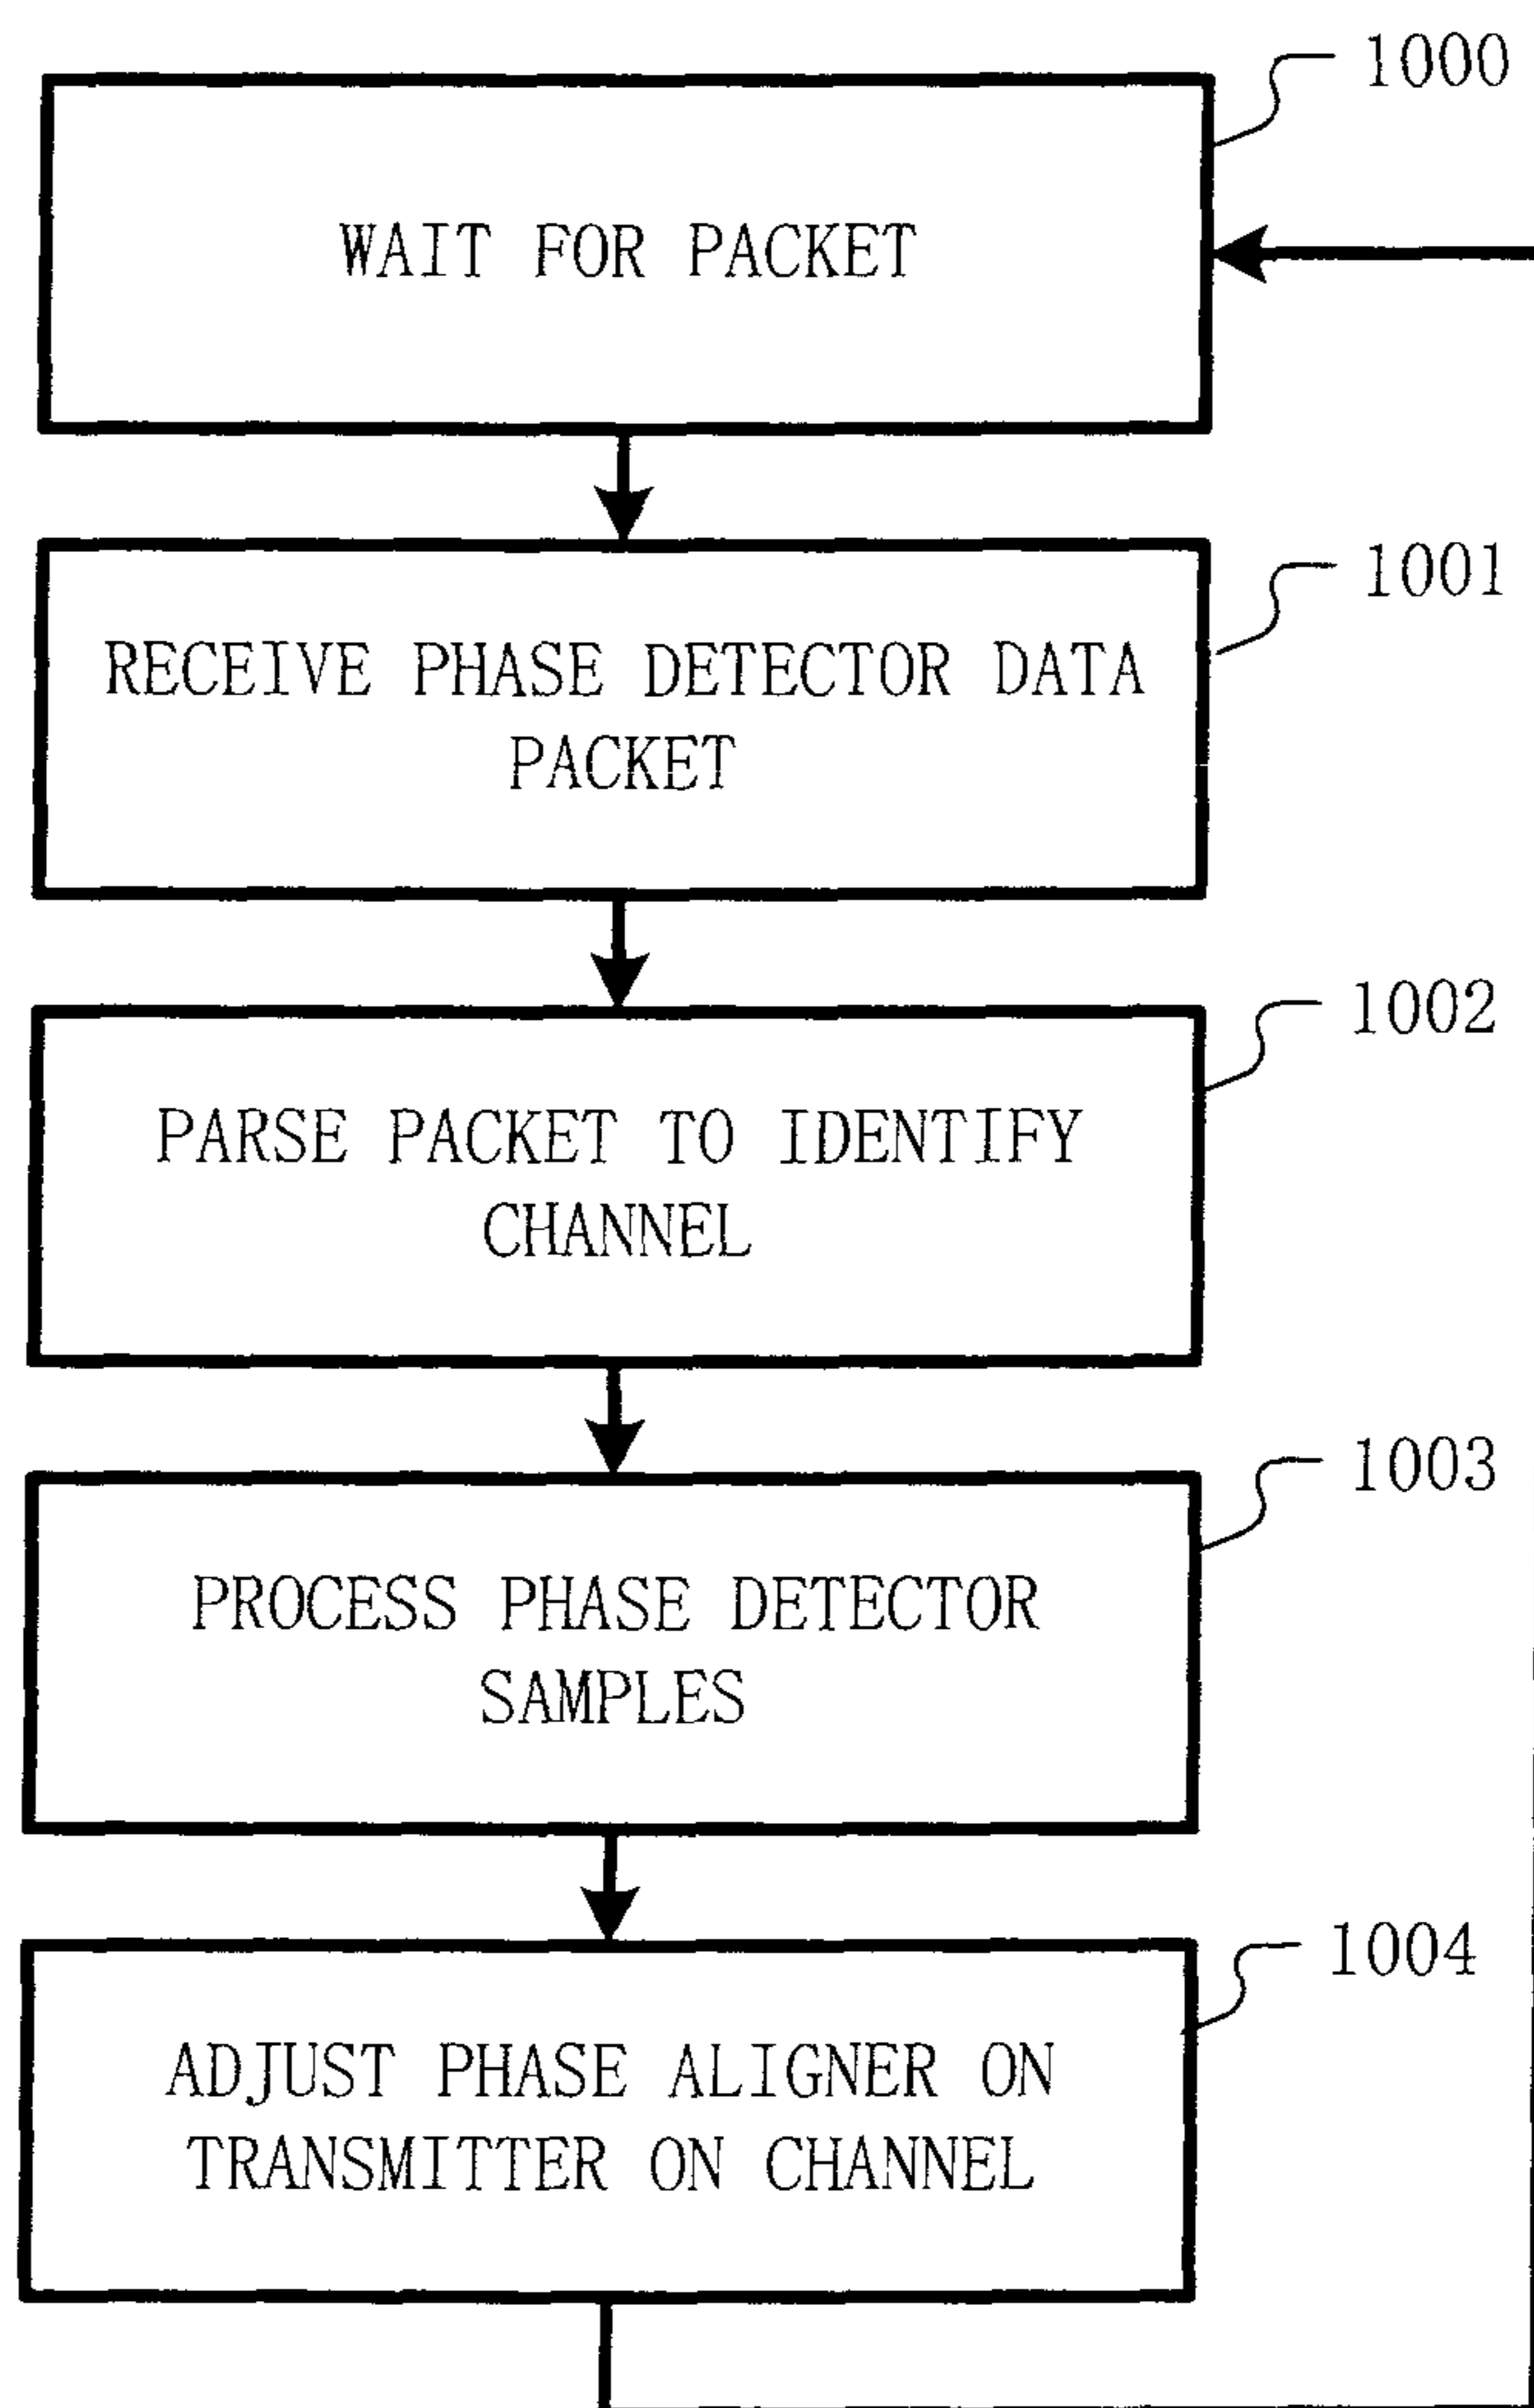 1000
WAIT FOR PACKET
1001
RECEIVE PHASE DETECTOR DATA
PACKET
1002
PARSE PACKET TO IDENTIFY
CHANNEL
1003
PROCESS PHASE DETECTOR
SAMPLES
1004
ADJUST PHASE ALIGNER ON
TRANSMITTER ON CHANNEL